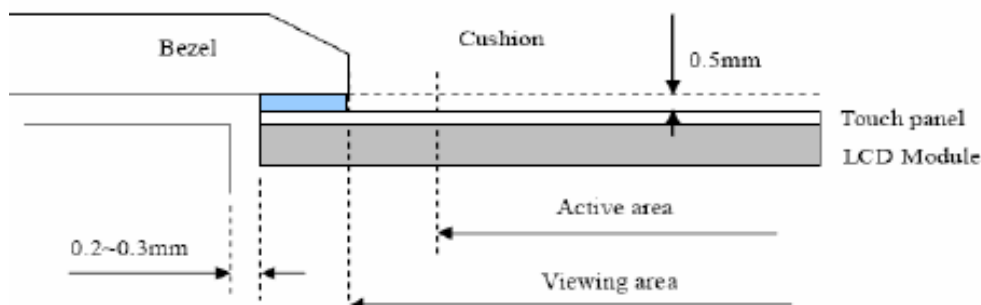 Cushion
Bezel
0.5mm
Touch panel
LCD Module
Active area
0.2~0.3mm
Viewing area